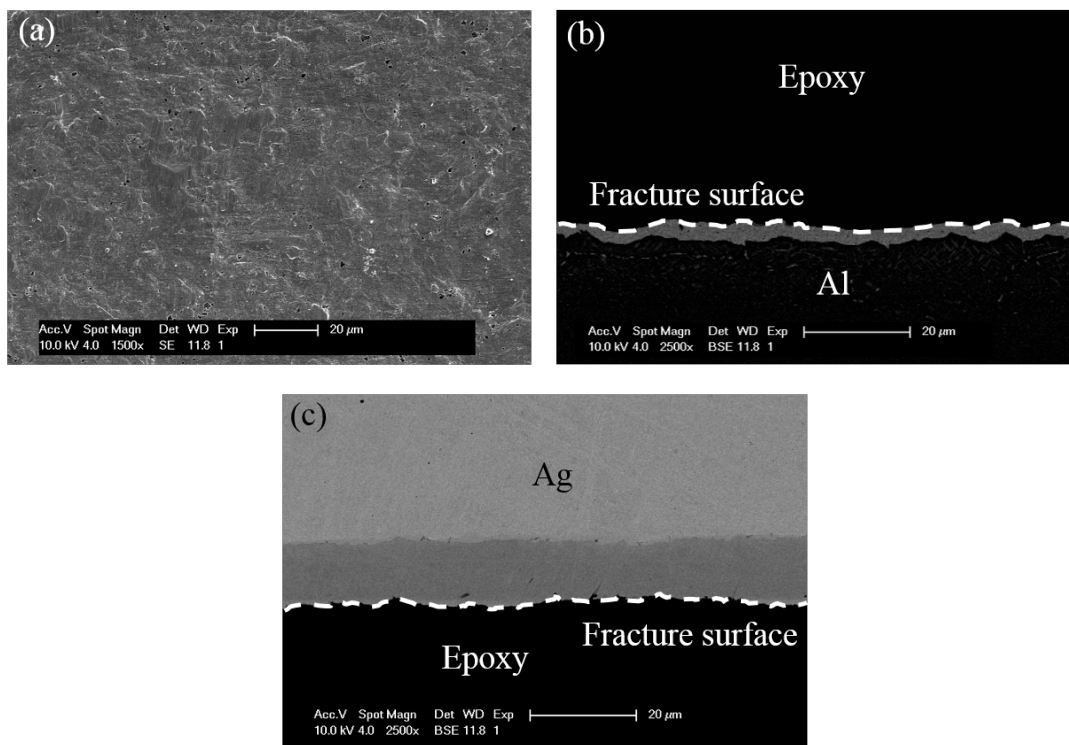 (a)
Acc.V Spot Magn Det WD Exp 20 µm
10.0 kV 4.0 1500x SE 11.8 1
(b)
Epoxy
Fracture surface
Al
Acc.V Spot Magn Det WD Exp 20 µm
10.0 kV 4.0 2500x BSE 11.8 1
(c)
Ag
Fracture surface
Epoxy
Acc.V Spot Magn Det WD Exp 20 µm
10.0 kV 4.0 2500x BSE 11.8 1